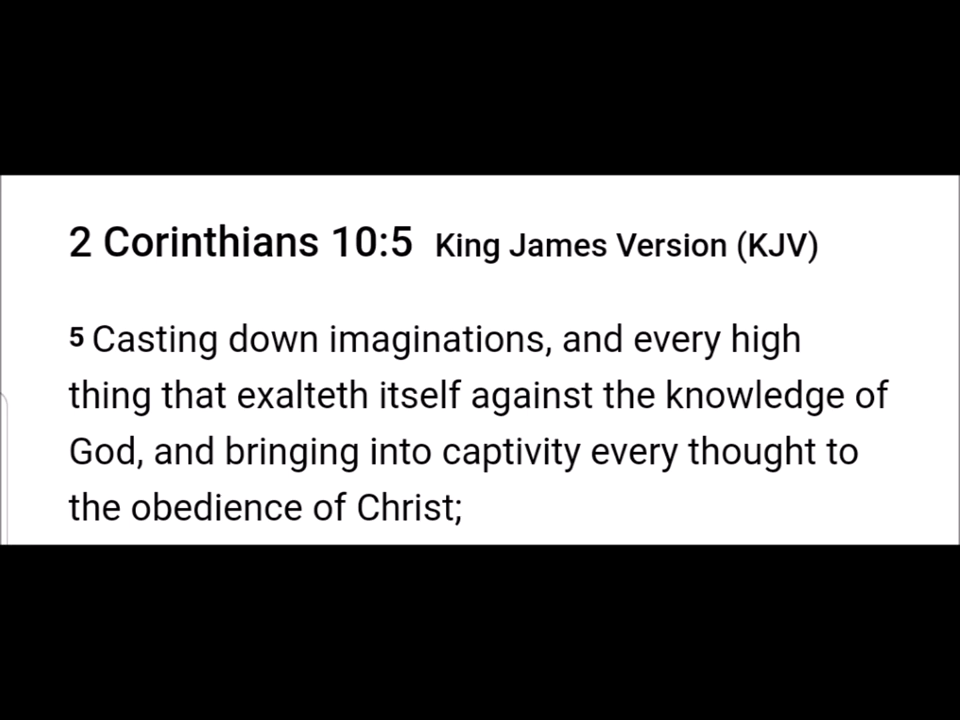 2 Corinthians 10:5 King James Version (KJV)
5 Casting down imaginations, and every high
thing that exalteth itself against the knowledge of
God, and bringing into captivity every thought to
the obedience of Christ;